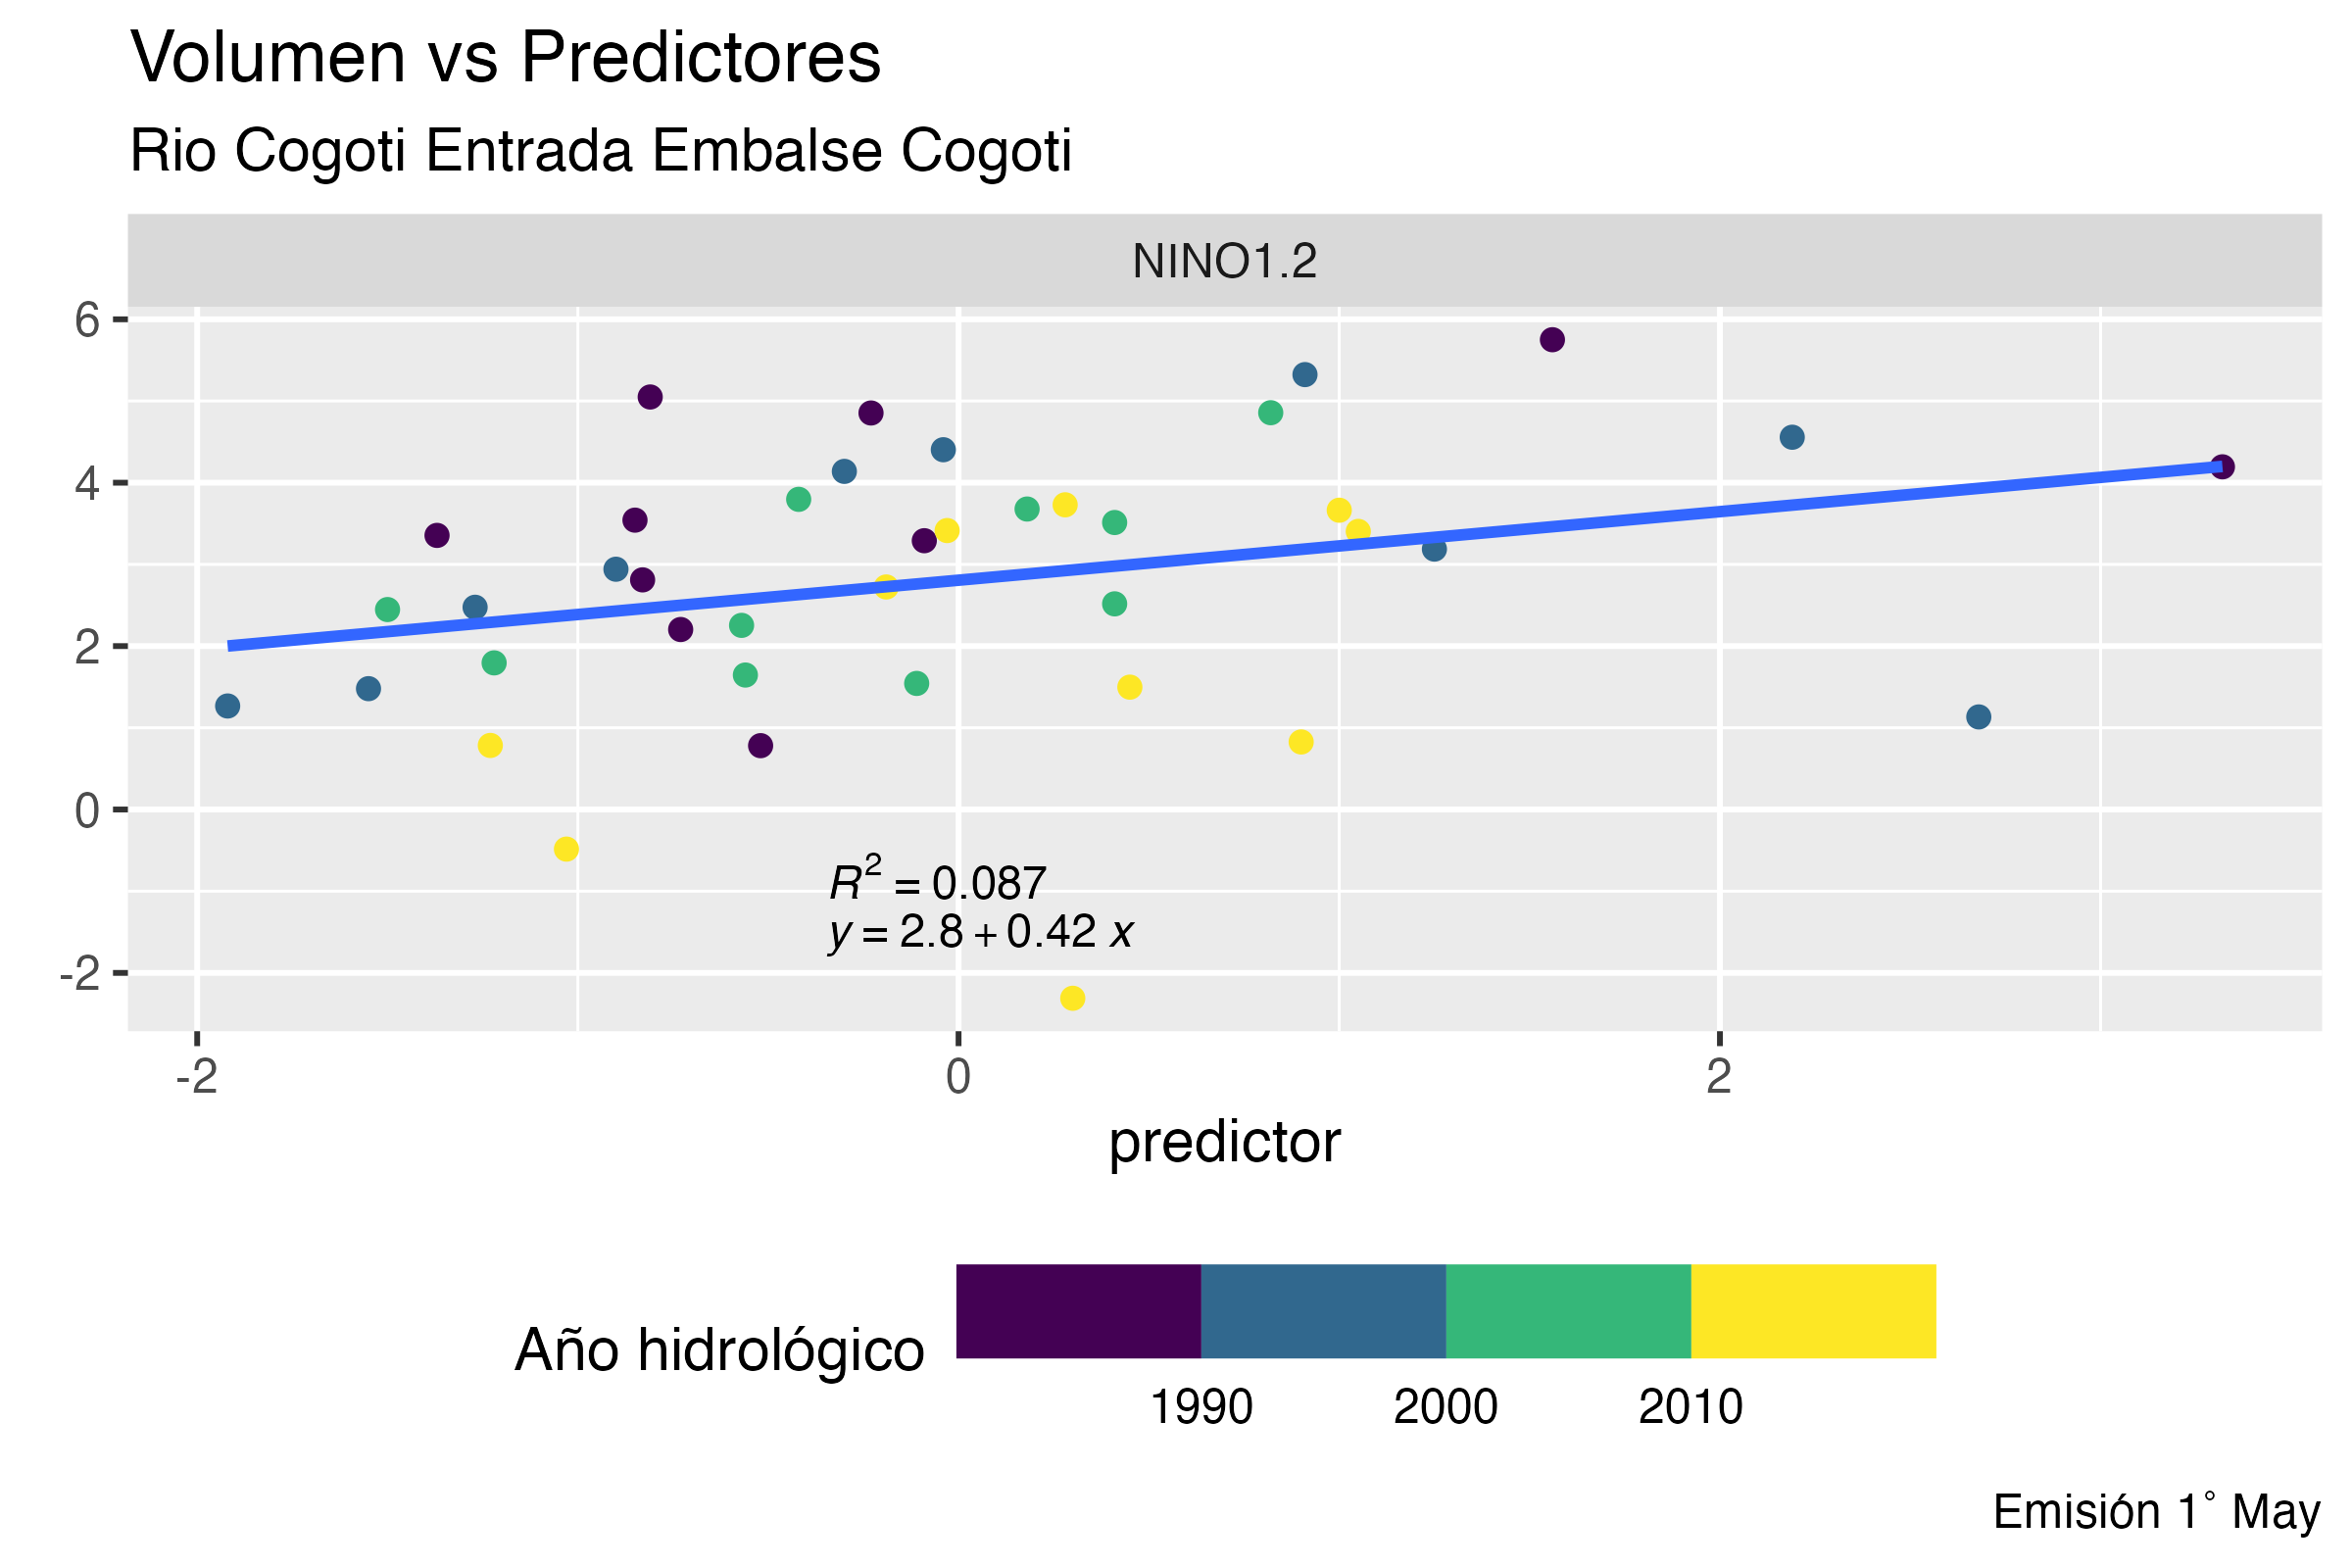 Volumen vs Predictores
Rio Cogoti Entrada Embalse Cogoti
NINO1.2
6
4
2
0
-2
R² = 0.087
y = 2.8 + 0.42 x
-2 0 2
predictor
Año hidrológico
1990 2000 2010
Emisión 1˚ May